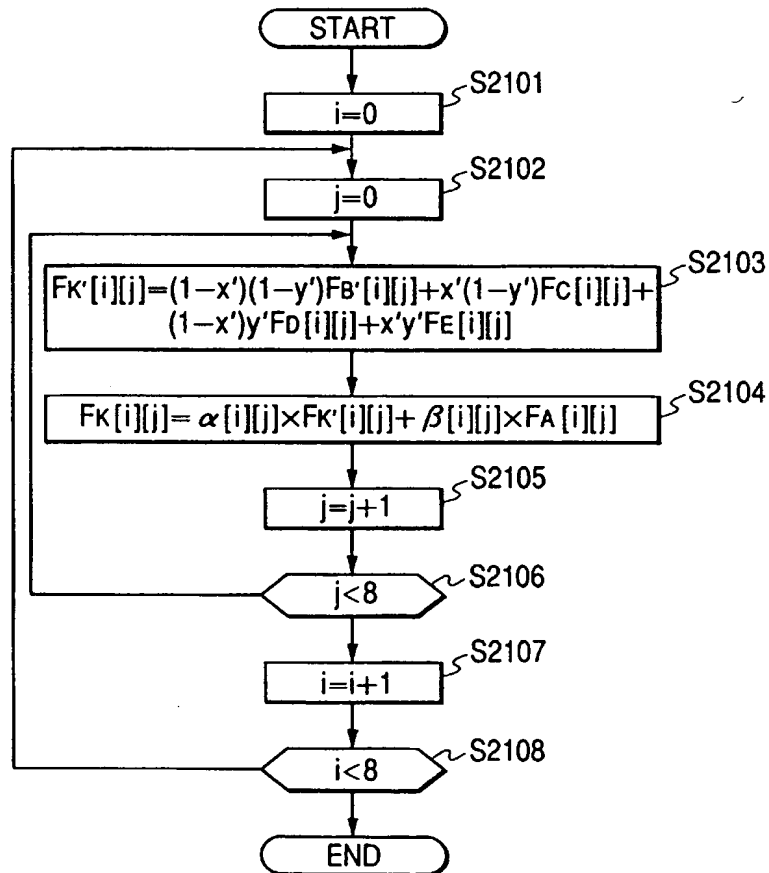 START
S2101
i=0
S2102
j=0
S2103
FK'[i][j]=(1−x')(1−y')FB'[i][j]+x'(1−y')FC[i][j]+
(1−x')y'FD[i][j]+x'y'FE[i][j]
S2104
FK[i][j]= α[i][j]×FK'[i][j]+ β[i][j]×FA[i][j]
S2105
j=j+1
S2106
j<8
S2107
i=i+1
S2108
i<8
END